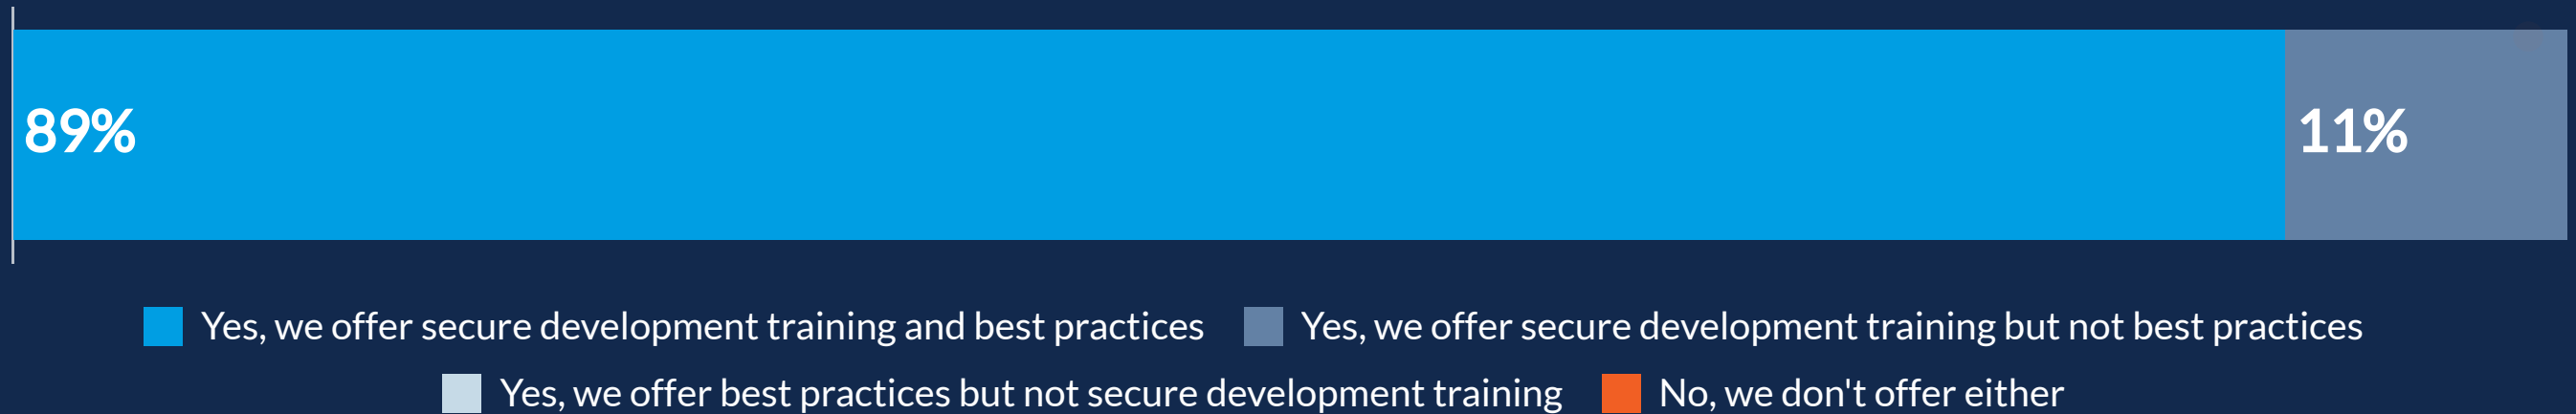 89% 11%
Yes, we offer secure development training and best practices Yes, we offer secure development training but not best practices
Yes, we offer best practices but not secure development training No, we don't offer either